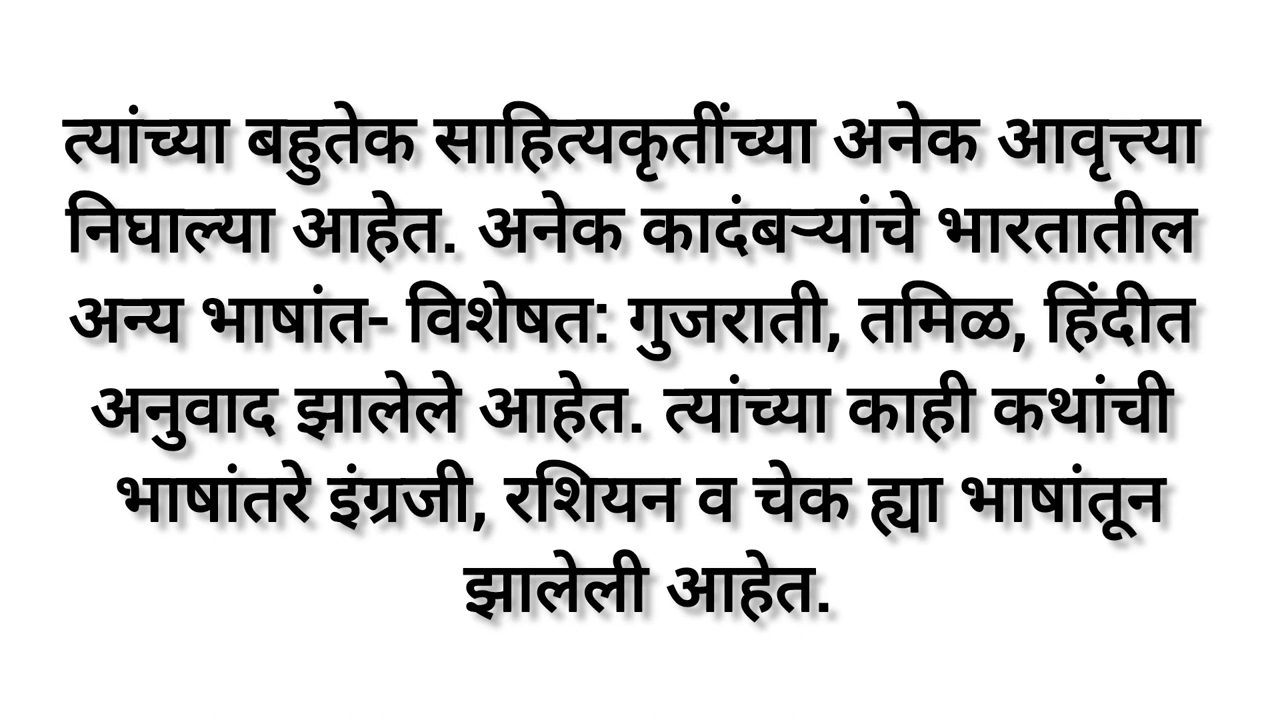 त्यांच्या बहुतेक साहित्यकृतींच्या अनेक आवृत्त्या
निघाल्या आहेत. अनेक कादंबऱ्यांचे भारतातील
अन्य भाषांत- विशेषत: गुजराती, तमिळ, हिंदीत
अनुवाद झालेले आहेत. त्यांच्या काही कथांची
भाषांतरे इंग्रजी, रशियन व चेक ह्या भाषांतून
झालेली आहेत.